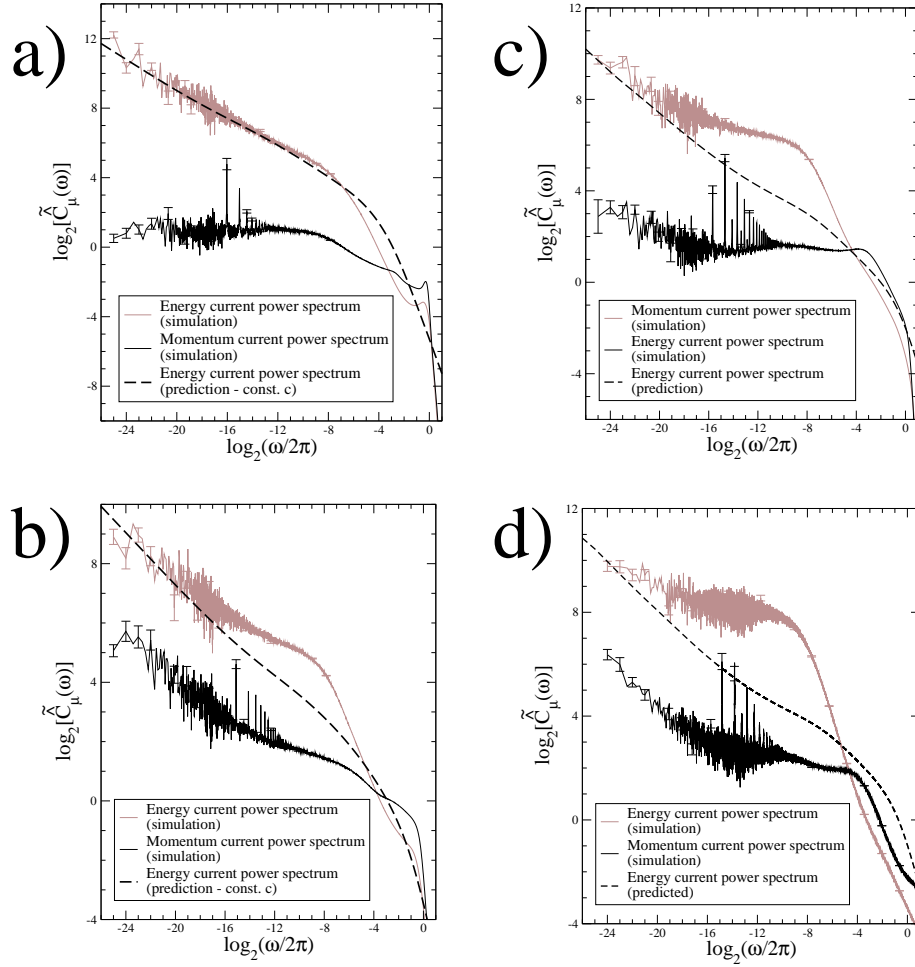 a)
12
8
4
0
-4
-8
log₂[C̃̂_μ(ω)]
Energy current power spectrum
(simulation)
Momentum current power spectrum
(simulation)
Energy current power spectrum
(prediction - const. c)
-24 -20 -16 -12 -8 -4 0
log₂(ω/2π)
c)
12
8
4
0
-4
log₂[C̃̂_μ(ω)]
Momentum current power spectrum
(simulation)
Energy current power spectrum
(simulation)
Energy current power spectrum
(prediction)
-24 -20 -16 -12 -8 -4 0
log₂(ω/2π)
b)
8
4
0
-4
log₂[C̃̂_μ(ω)]
Energy current power spectrum
(simulation)
Momentum current power spectrum
(simulation)
Energy current power spectrum
(prediction - const. c)
-24 -20 -16 -12 -8 -4 0
log₂(ω/2π)
d)
12
8
4
0
-4
log₂[C̃̂_μ(ω)]
Energy current power spectrum
(simulation)
Momentum current power spectrum
(simulation)
Energy current power spectrum
(predicted)
-24 -20 -16 -12 -8 -4 0
log₂(ω/2π)